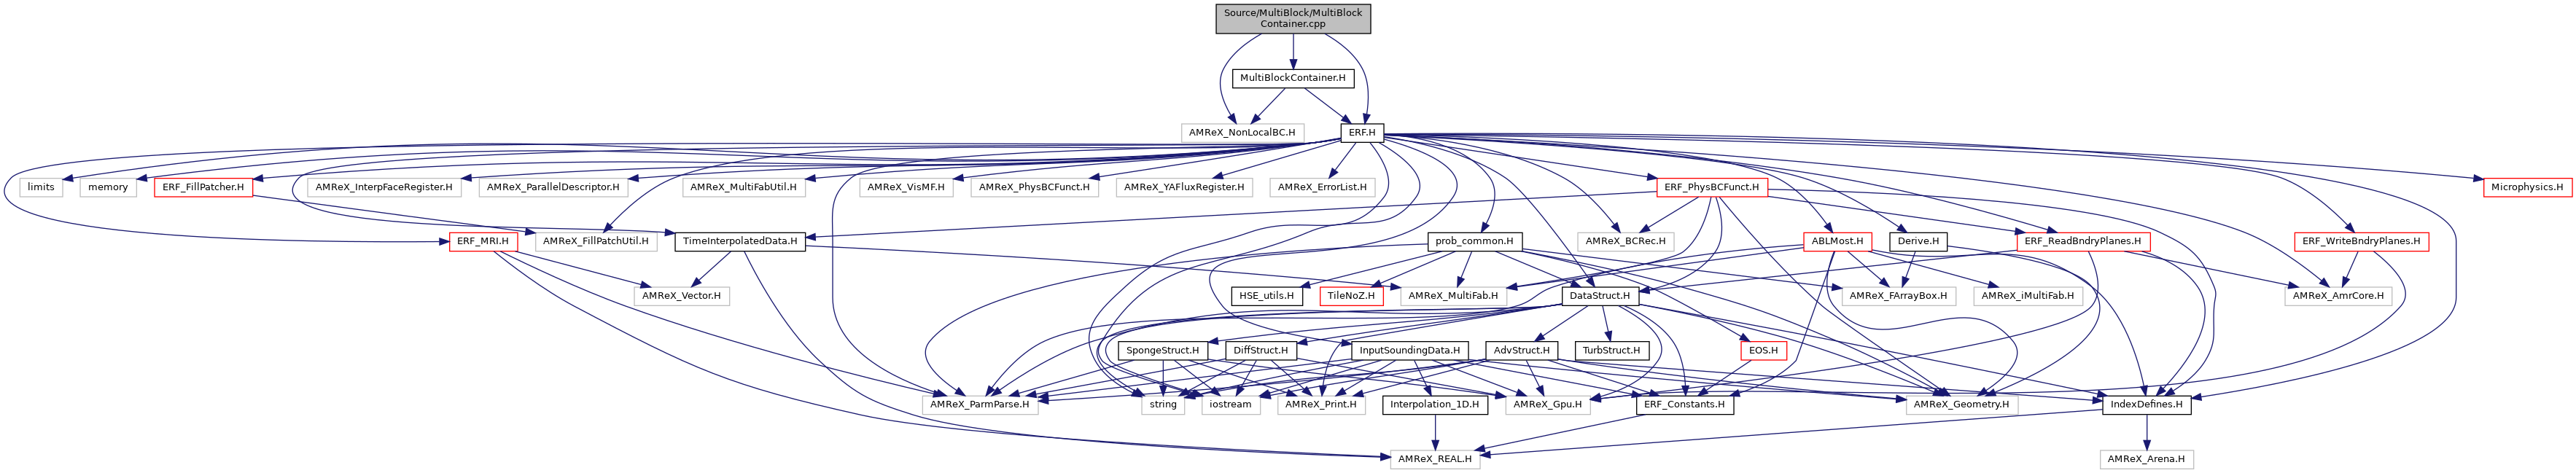 Source/MultiBlock/MultiBlock
Container.cpp
MultiBlockContainer.H
AMReX_NonLocalBC.H
ERF.H
limits
memory
ERF_FillPatcher.H
AMReX_InterpFaceRegister.H
AMReX_ParallelDescriptor.H
AMReX_MultiFabUtil.H
AMReX_VisMF.H
AMReX_PhysBCFunct.H
AMReX_YAFluxRegister.H
AMReX_ErrorList.H
ERF_PhysBCFunct.H
Microphysics.H
ERF_MRI.H
AMReX_FillPatchUtil.H
TimeInterpolatedData.H
prob_common.H
AMReX_BCRec.H
ABLMost.H
Derive.H
ERF_ReadBndryPlanes.H
ERF_WriteBndryPlanes.H
AMReX_Vector.H
HSE_utils.H
TileNoZ.H
AMReX_MultiFab.H
DataStruct.H
AMReX_FArrayBox.H
AMReX_iMultiFab.H
AMReX_AmrCore.H
SpongeStruct.H
DiffStruct.H
InputSoundingData.H
AdvStruct.H
TurbStruct.H
EOS.H
AMReX_ParmParse.H
string
iostream
AMReX_Print.H
Interpolation_1D.H
AMReX_Gpu.H
ERF_Constants.H
AMReX_Geometry.H
IndexDefines.H
AMReX_REAL.H
AMReX_Arena.H